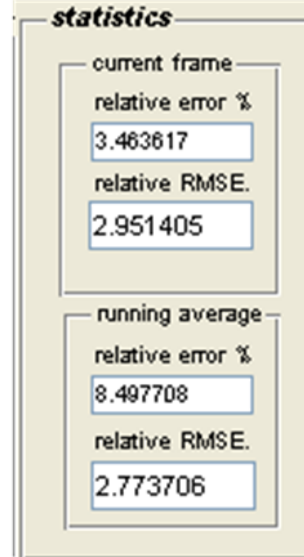 statistics
current frame
relative error %
3.463617
relative RMSE.
2.951405
running average
relative error %
8.497708
relative RMSE.
2.773706